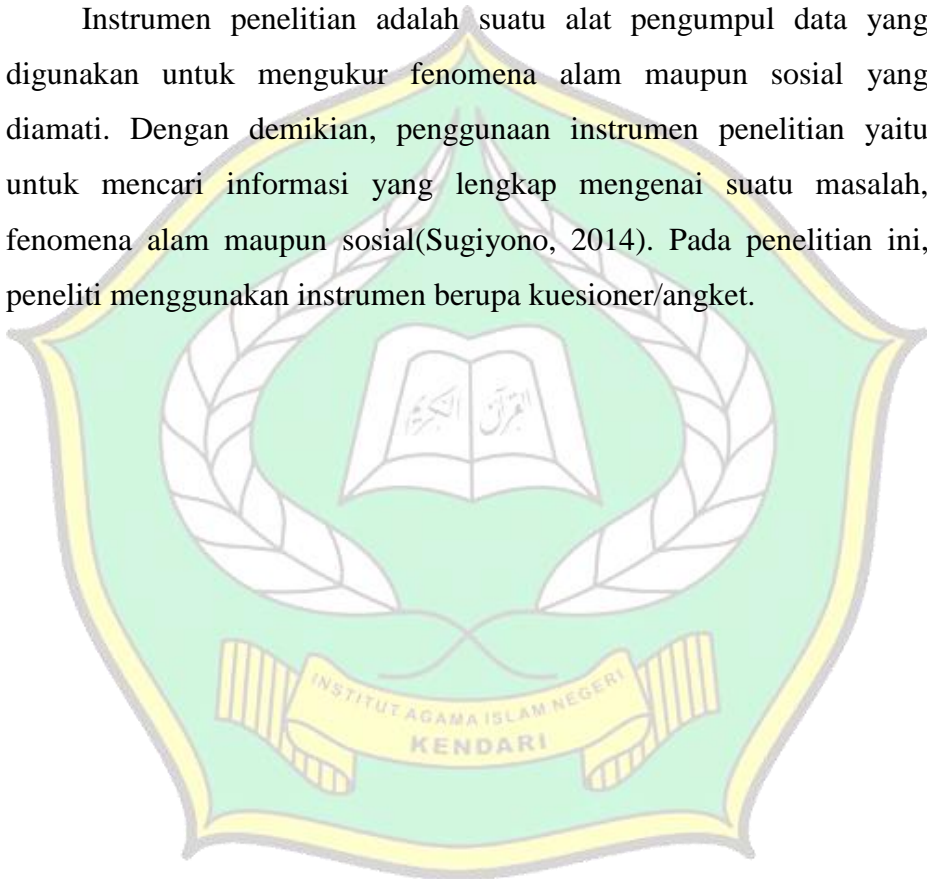 Instrumen penelitian adalah suatu alat pengumpul data yang
digunakan untuk mengukur fenomena alam maupun sosial yang
diamati. Dengan demikian, penggunaan instrumen penelitian yaitu
untuk mencari informasi yang lengkap mengenai suatu masalah,
fenomena alam maupun sosial(Sugiyono, 2014). Pada penelitian ini,
peneliti menggunakan instrumen berupa kuesioner/angket.
القرآن الكريم
INSTITUT AGAMA ISLAM NEGERI
KENDARI